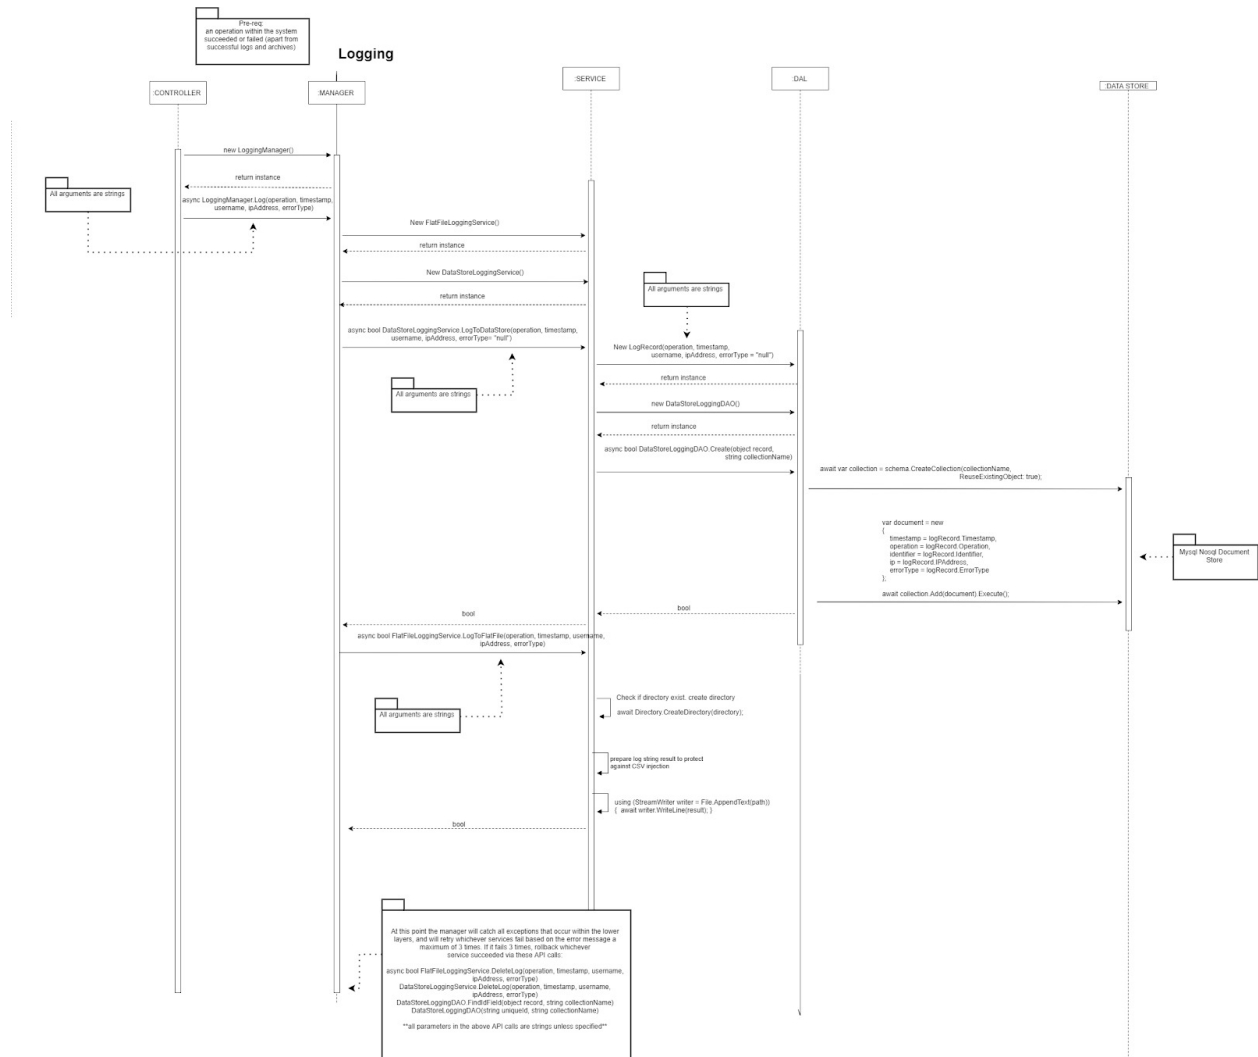 Pre-req:
an operation within the system
succeeded or failed (apart from
successful logs and archives)
Logging
:CONTROLLER
:MANAGER
:SERVICE
:DAL
:DATA STORE
new LoggingManager()
return instance
All arguments are strings
async LoggingManager.Log(operation, timestamp,
username, ipAddress, errorType)
New FlatFileLoggingService()
return instance
New DataStoreLoggingService()
return instance
All arguments are strings
async bool DataStoreLoggingService.LogToDataStore(operation, timestamp,
username, ipAddress, errorType= "null")
New LogRecord(operation, timestamp,
username, ipAddress, errorType = "null")
return instance
All arguments are strings
new DataStoreLoggingDAO()
return instance
async bool DataStoreLoggingDAO.Create(object record,
string collectionName)
await var collection = schema.CreateCollection(collectionName,
ReuseExistingObject: true);
var document = new
{
timestamp = logRecord.Timestamp,
operation = logRecord.Operation,
identifier = logRecord.Identifier,
ip = logRecord.IPAddress,
errorType = logRecord.ErrorType
};
Mysql Nosql Document
Store
await collection.Add(document).Execute();
bool
bool
async bool FlatFileLoggingService.LogToFlatFile(operation, timestamp, username,
ipAddress, errorType)
Check if directory exist. create directory
await Directory.CreateDirectory(directory);
All arguments are strings
prepare log string result to protect
against CSV injection
using (StreamWriter writer = File.AppendText(path))
{ await writer.WriteLine(result); }
bool
At this point the manager will catch all exceptions that occur within the lower
layers, and will retry whichever services fail based on the error message a
maximum of 3 times. If it fails 3 times, rollback whichever
service succeeded via these API calls:
async bool FlatFileLoggingService.DeleteLog(operation, timestamp, username,
ipAddress, errorType)
DataStoreLoggingService.DeleteLog(operation, timestamp, username,
ipAddress, errorType)
DataStoreLoggingDAO.FindIdField(object record, string collectionName)
DataStoreLoggingDAO(string uniqueId, string collectionName)
**all parameters in the above API calls are strings unless specified**